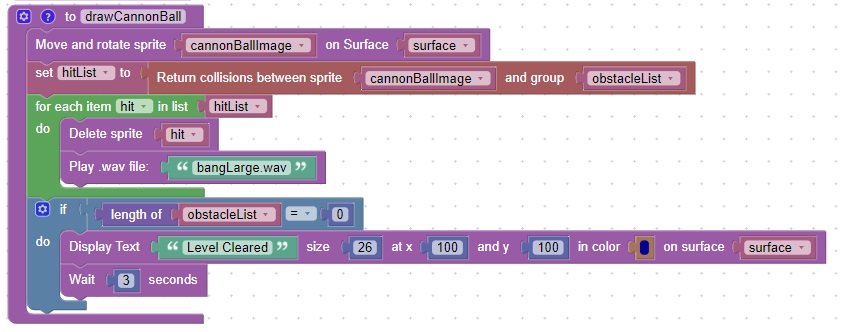 ? to drawCannonBall
Move and rotate sprite cannonBallImage on Surface surface
set hitList to Return collisions between sprite cannonBallImage and group obstacleList
for each item hit in list hitList
do Delete sprite hit
Play .wav file: “ bangLarge.wav ”
if length of obstacleList = 0
do Display Text “ Level Cleared ” size 26 at x 100 and y 100 in color on surface surface
Wait 3 seconds